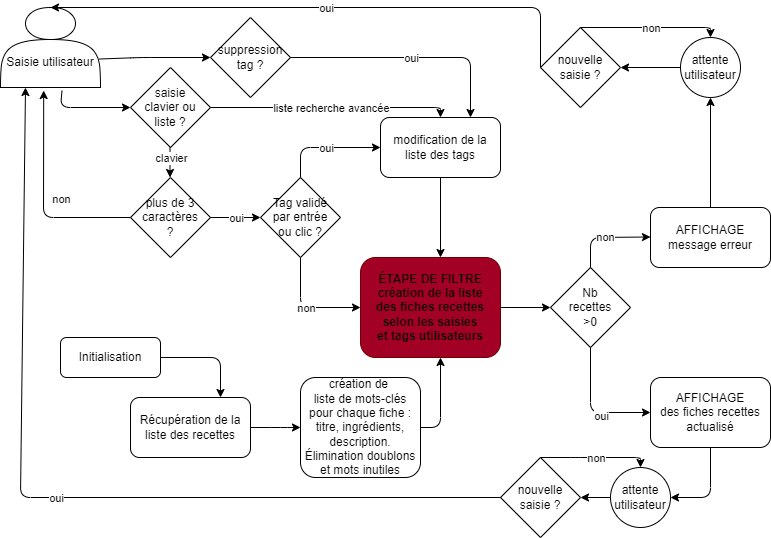 oui
Saisie utilisateur
suppression
tag ?
oui
nouvelle
saisie ?
non
attente
utilisateur
saisie
clavier ou
liste ?
liste recherche avancée
clavier
modification de la
liste des tags
non
plus de 3
caractères
?
oui
Tag validé
par entrée
ou clic ?
oui
non
ÉTAPE DE FILTRE
création de la liste
des fiches recettes
selon les saisies
et tags utilisateurs
Nb
recettes
>0
non
AFFICHAGE
message erreur
oui
AFFICHAGE
des fiches recettes
actualisé
Initialisation
Récupération de la
liste des recettes
création de
liste de mots-clés
pour chaque fiche :
titre, ingrédients,
description.
Élimination doublons
et mots inutiles
nouvelle
saisie ?
non
attente
utilisateur
oui